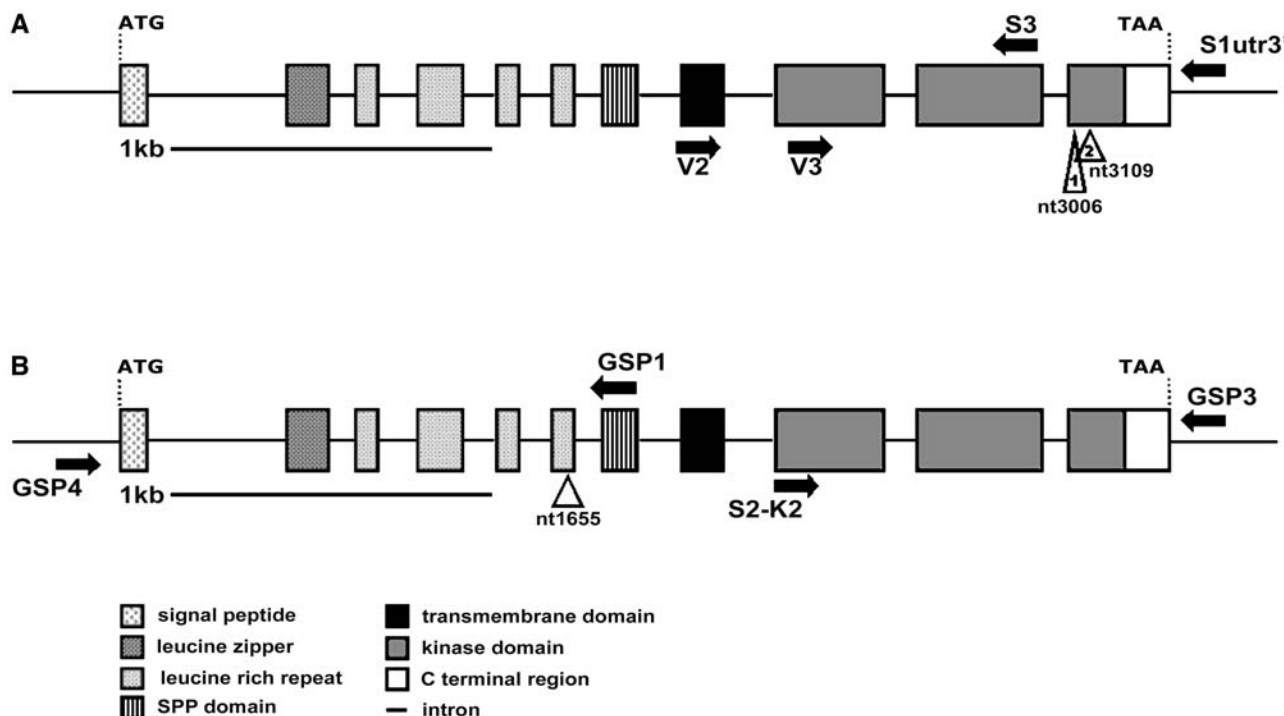 A
ATG
S3
TAA
S1utr3'
1kb
V2
V3
1
2
nt3109
nt3006
B
ATG
GSP1
TAA
GSP3
GSP4
1kb
nt1655
S2-K2
signal peptide
transmembrane domain
leucine zipper
kinase domain
leucine rich repeat
C terminal region
SPP domain
intron